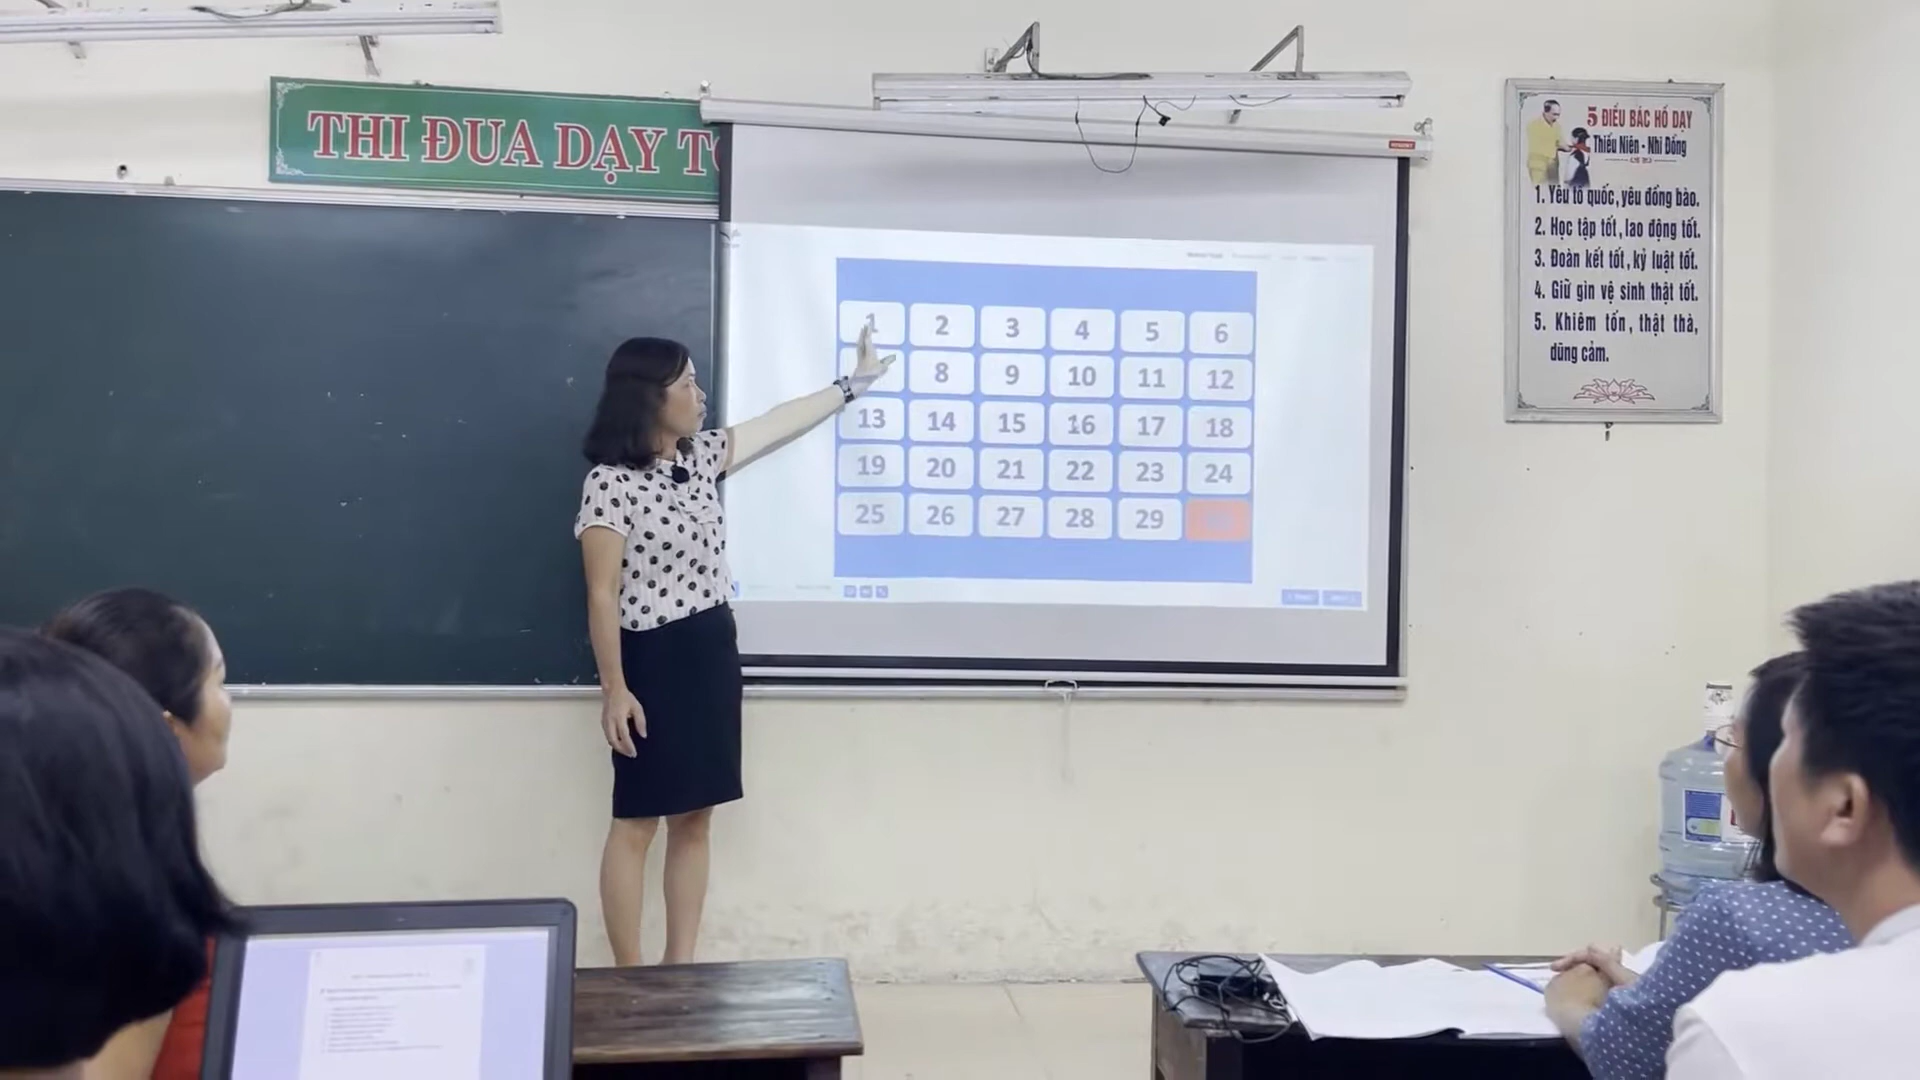 THI ĐUA DẠY T
5 ĐIỀU BÁC HỒ DẠY
Thiếu Niên - Nhi Đồng
1. Yêu tổ quốc, yêu đồng bào.
2. Học tập tốt, lao động tốt.
3. Đoàn kết tốt, kỷ luật tốt.
4. Giữ gìn vệ sinh thật tốt.
5. Khiêm tốn, thật thà,
dũng cảm.
1 2 3 4 5 6
8 9 10 11 12
13 14 15 16 17 18
19 20 21 22 23 24
25 26 27 28 29